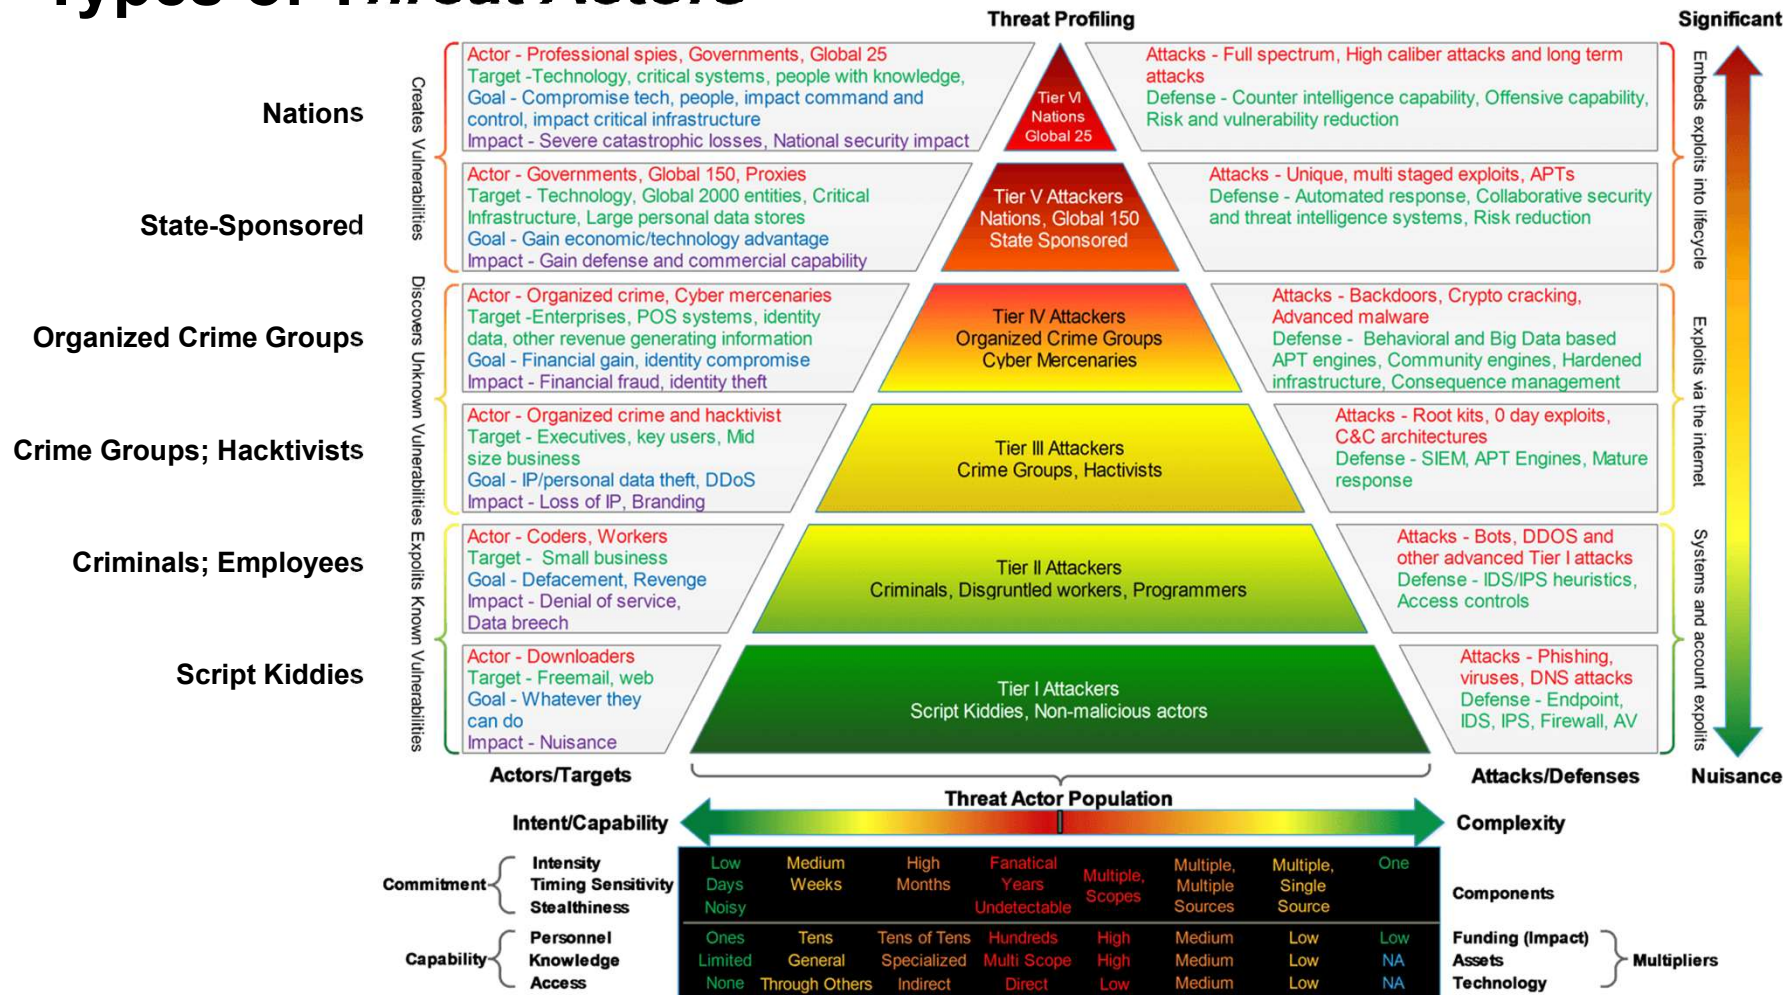 Types of Threat Actors
Threat Profiling
Significant
Nations
State-Sponsored
Organized Crime Groups
Crime Groups; Hacktivists
Criminals; Employees
Script Kiddies
Creates Vulnerabilities
Discovers Unknown Vulnerabilities
Expolits Known Vulnerabilities
Actor - Professional spies, Governments, Global 25
Target -Technology, critical systems, people with knowledge,
Goal - Compromise tech, people, impact command and
control, impact critical infrastructure
Impact - Severe catastrophic losses, National security impact
Tier VI
Nations
Global 25
Attacks - Full spectrum, High caliber attacks and long term
attacks
Defense - Counter intelligence capability, Offensive capability,
Risk and vulnerability reduction
Actor - Governments, Global 150, Proxies
Target - Technology, Global 2000 entities, Critical
Infrastructure, Large personal data stores
Goal - Gain economic/technology advantage
Impact - Gain defense and commercial capability
Tier V Attackers
Nations, Global 150
State Sponsored
Attacks - Unique, multi staged exploits, APTs
Defense - Automated response, Collaborative security
and threat intelligence systems, Risk reduction
Actor - Organized crime, Cyber mercenaries
Target -Enterprises, POS systems, identity
data, other revenue generating information
Goal - Financial gain, identity compromise
Impact - Financial fraud, identity theft
Tier IV Attackers
Organized Crime Groups
Cyber Mercenaries
Attacks - Backdoors, Crypto cracking,
Advanced malware
Defense - Behavioral and Big Data based
APT engines, Community engines, Hardened
infrastructure, Consequence management
Actor - Organized crime and hacktivist
Target - Executives, key users, Mid
size business
Goal - IP/personal data theft, DDoS
Impact - Loss of IP, Branding
Tier III Attackers
Crime Groups, Hactivists
Attacks - Root kits, 0 day exploits,
C&C architectures
Defense - SIEM, APT Engines, Mature
response
Actor - Coders, Workers
Target - Small business
Goal - Defacement, Revenge
Impact - Denial of service,
Data breech
Tier II Attackers
Criminals, Disgruntled workers, Programmers
Attacks - Bots, DDOS and
other advanced Tier I attacks
Defense - IDS/IPS heuristics,
Access controls
Actor - Downloaders
Target - Freemail, web
Goal - Whatever they
can do
Impact - Nuisance
Tier I Attackers
Script Kiddies, Non-malicious actors
Attacks - Phishing,
viruses, DNS attacks
Defense - Endpoint,
IDS, IPS, Firewall, AV
Embeds exploits into lifecycle
Exploits via the internet
Systems and account expolits
Actors/Targets
Attacks/Defenses
Nuisance
Threat Actor Population
Intent/Capability
Complexity
Commitment
Intensity
Timing Sensitivity
Stealthiness
Low
Days
Noisy
Medium
Weeks
High
Months
Fanatical
Years
Undetectable
Multiple,
Scopes
Multiple,
Multiple
Sources
Multiple,
Single
Source
One
Components
Capability
Personnel
Knowledge
Access
Ones Tens Tens of Tens Hundreds High Medium Low Low
Limited General Specialized Multi Scope High Medium Low NA
None Through Others Indirect Direct Low Medium Low NA
Funding (Impact)
Assets
Technology
Multipliers